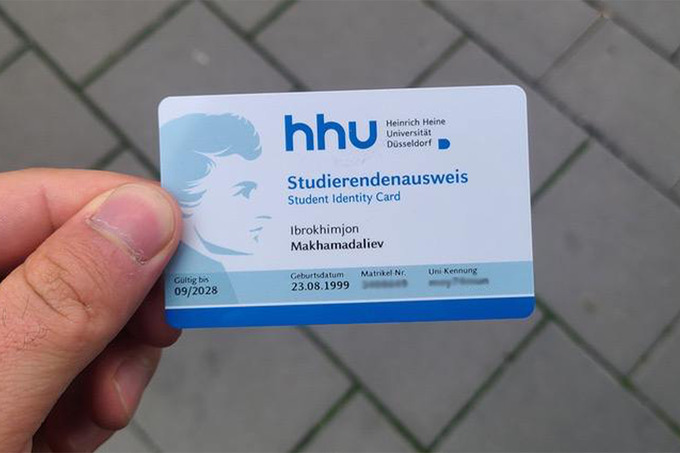 hhu Heinrich Heine
Universität
Düsseldorf
Studierendenausweis
Student Identity Card
Ibrokhimjon
Makhamadaliev
Gültig bis Geburtsdatum Matrikel Nr. Uni Kennung
09/2028 23.08.1999